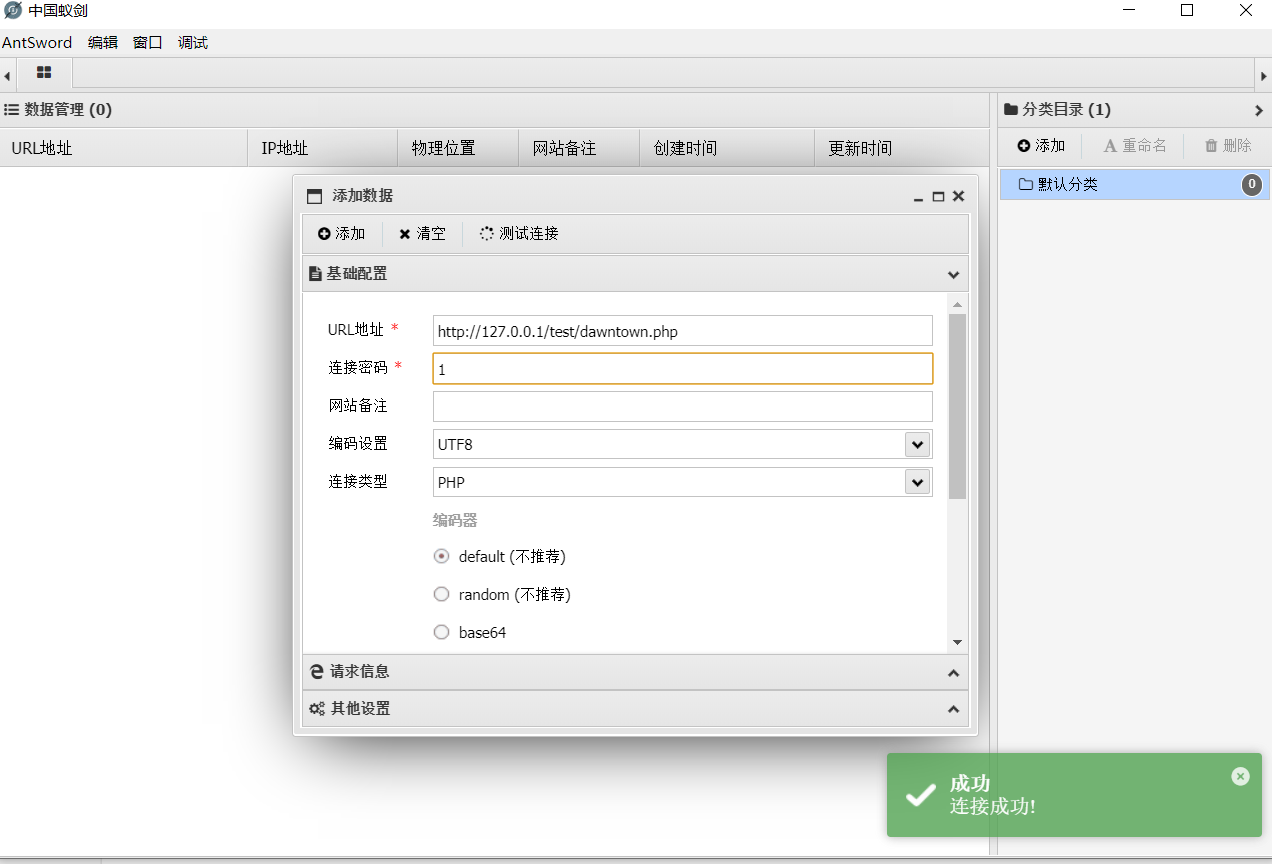 中国蚁剑
AntSword 编辑 窗口 调试
数据管理 (0)
URL地址 IP地址 物理位置 网站备注 创建时间 更新时间
分类目录 (1)
添加 重命名 删除
默认分类 0
添加数据
添加 清空 测试连接
基础配置
URL地址 * http://127.0.0.1/test/dawntown.php
连接密码 * 1
网站备注
编码设置 UTF8
连接类型 PHP
编码器
default (不推荐)
random (不推荐)
base64
请求信息
其他设置
成功
连接成功!